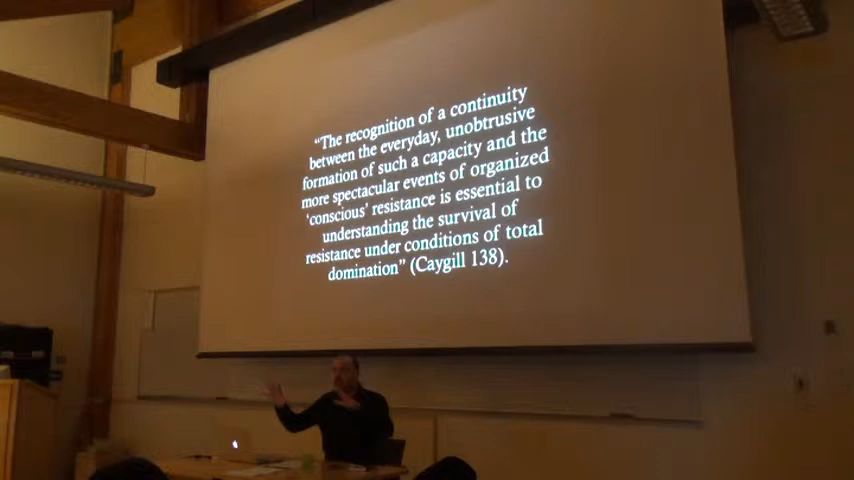 “The recognition of a continuity
between the everyday, unobtrusive
formation of such a capacity and the
more spectacular events of organized
‘conscious’ resistance is essential to
understanding the survival of
resistance under conditions of total
domination” (Caygill 138).